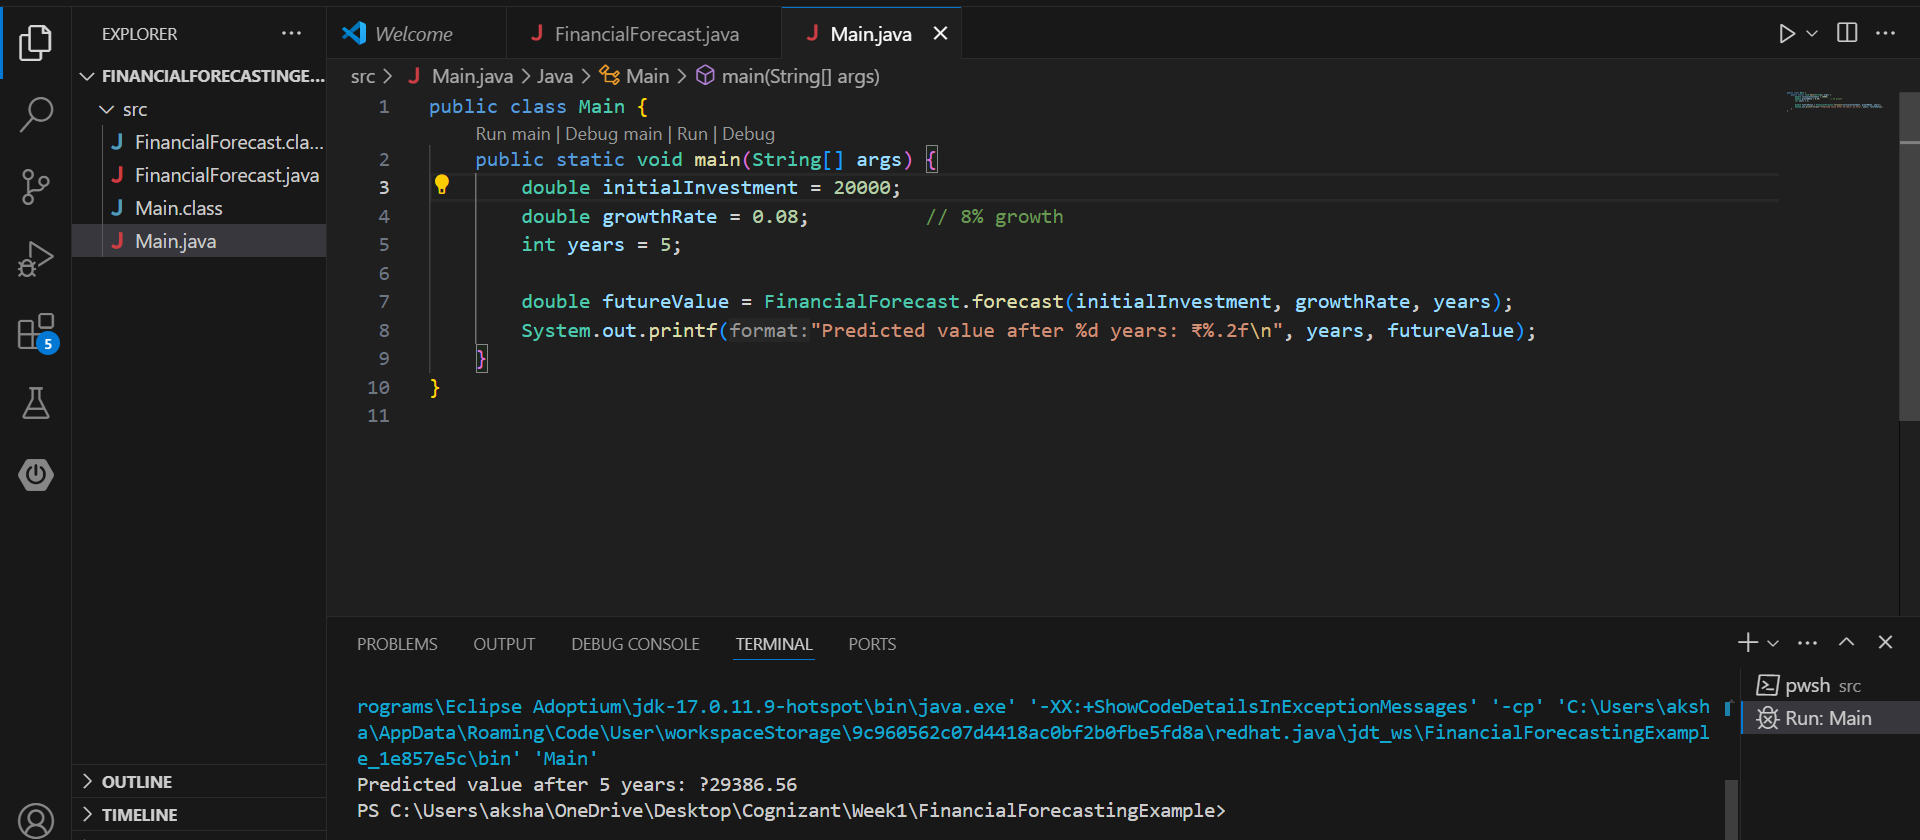 EXPLORER
FINANCIALFORECASTINGE...
src
FinancialForecast.cla...
FinancialForecast.java
Main.class
Main.java
OUTLINE
TIMELINE
5
Welcome
FinancialForecast.java
Main.java
src > Main.java > Java > Main > main(String[] args)
1 public class Main {
Run main | Debug main | Run | Debug
2 public static void main(String[] args) {
3 double initialInvestment = 20000;
4 double growthRate = 0.08; // 8% growth
5 int years = 5;
6
7 double futureValue = FinancialForecast.forecast(initialInvestment, growthRate, years);
8 System.out.printf(format:"Predicted value after %d years: ₹%.2f\n", years, futureValue);
9 }
10 }
11
PROBLEMS OUTPUT DEBUG CONSOLE TERMINAL PORTS
rograms\Eclipse Adoptium\jdk-17.0.11.9-hotspot\bin\java.exe' '-XX:+ShowCodeDetailsInExceptionMessages' '-cp' 'C:\Users\aksh
a\AppData\Roaming\Code\User\workspaceStorage\9c960562c07d4418ac0bf2b0fbe5fd8a\redhat.java\jdt_ws\FinancialForecastingExampl
e_1e857e5c\bin' 'Main'
Predicted value after 5 years: ?29386.56
PS C:\Users\aksha\OneDrive\Desktop\Cognizant\Week1\FinancialForecastingExample>
pwsh src
Run: Main